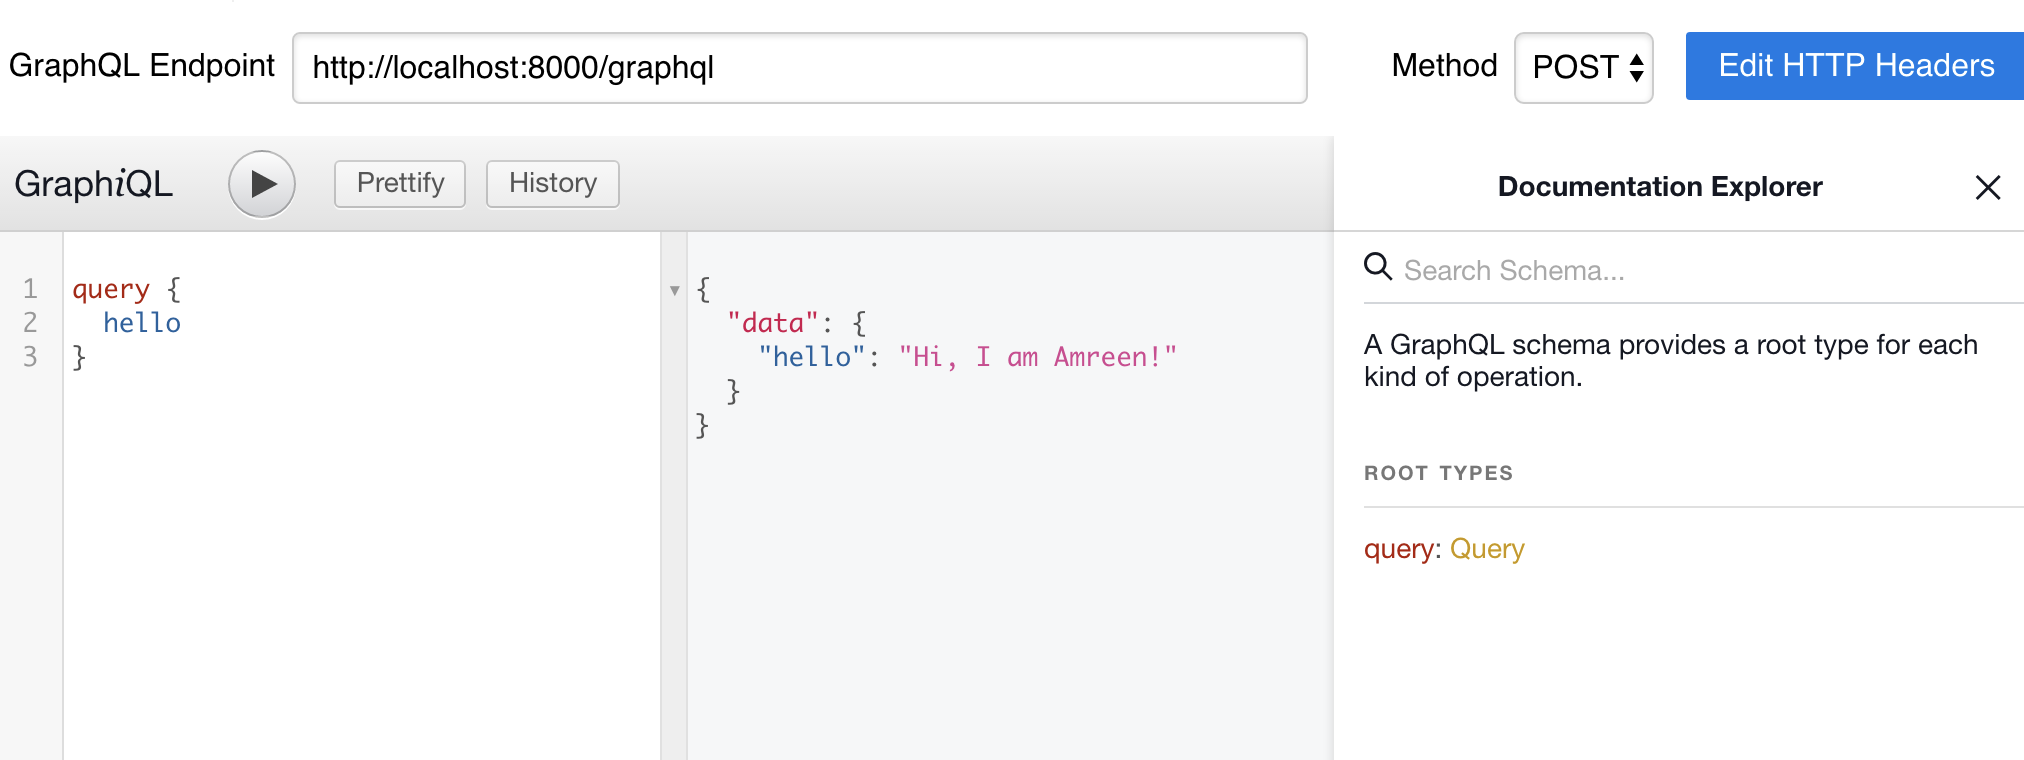 GraphQL Endpoint http://localhost:8000/graphql Method POST Edit HTTP Headers
GraphiQL Prettify History
1 query {
2   hello
3 }
{
  "data": {
    "hello": "Hi, I am Amreen!"
  }
}
Documentation Explorer
Search Schema...
A GraphQL schema provides a root type for each
kind of operation.
ROOT TYPES
query: Query